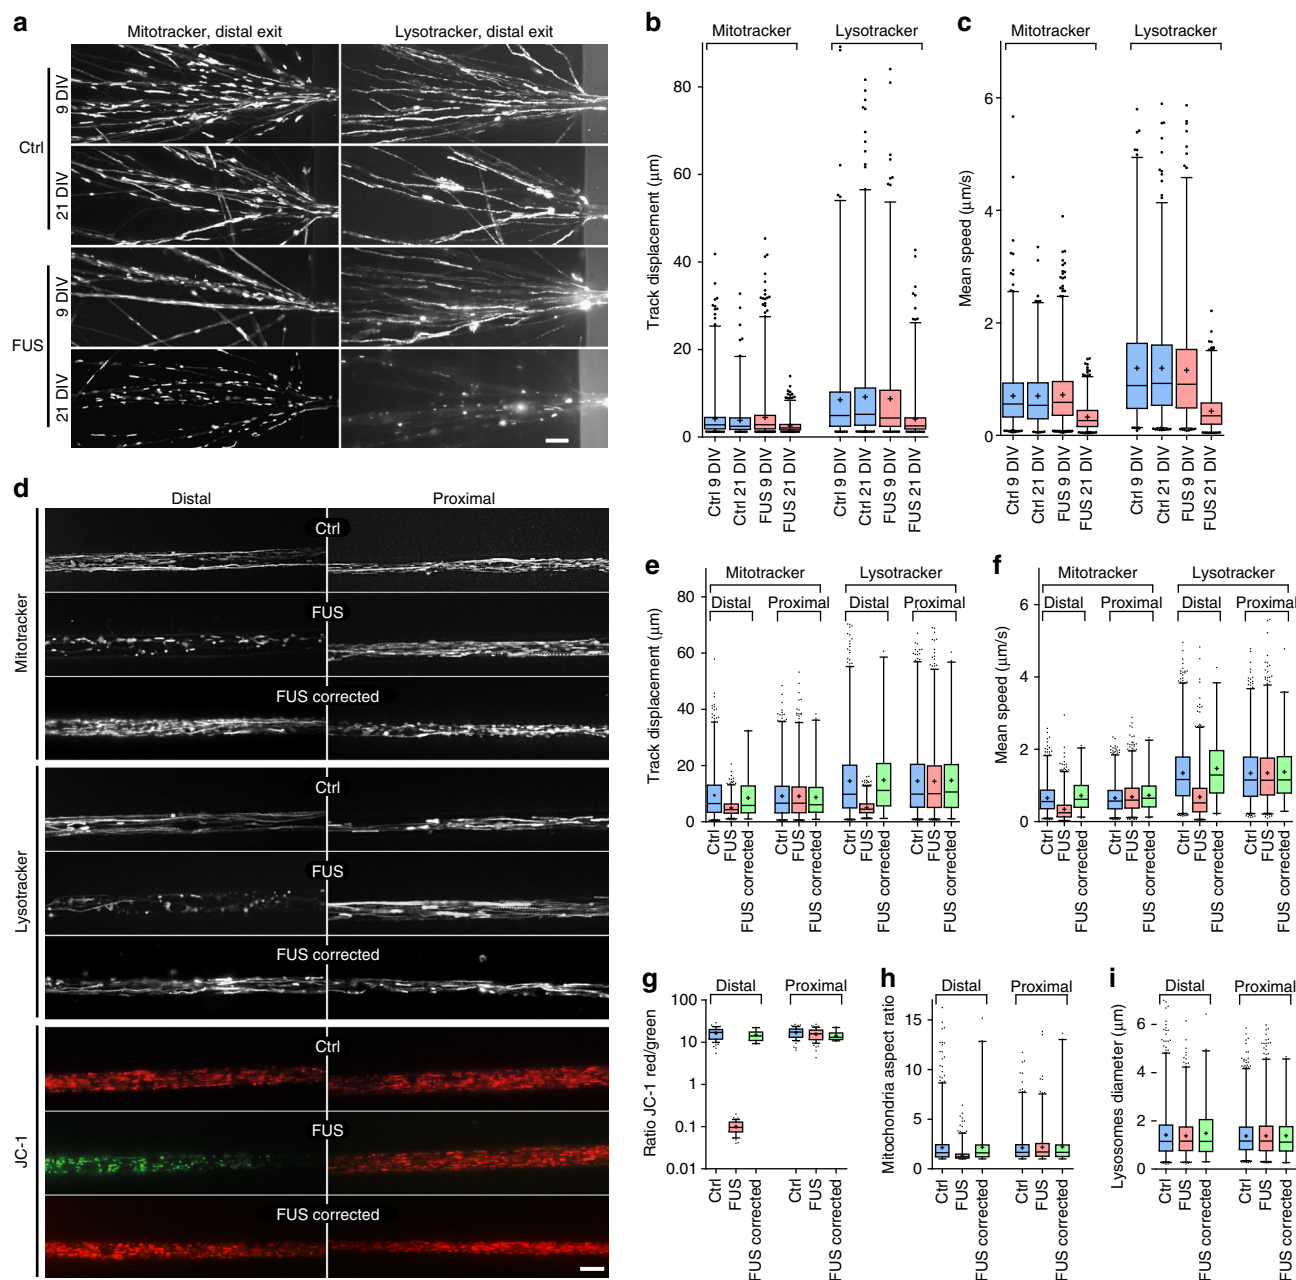 a
Mitotracker, distal exit
Lysotracker, distal exit
Ctrl
9 DIV
21 DIV
FUS
9 DIV
21 DIV
b
Mitotracker
Lysotracker
Track displacement (μm)
80
60
40
20
0
Ctrl 9 DIV
Ctrl 21 DIV
FUS 9 DIV
FUS 21 DIV
Ctrl 9 DIV
Ctrl 21 DIV
FUS 9 DIV
FUS 21 DIV
c
Mitotracker
Lysotracker
Mean speed (μm/s)
6
4
2
0
Ctrl 9 DIV
Ctrl 21 DIV
FUS 9 DIV
FUS 21 DIV
Ctrl 9 DIV
Ctrl 21 DIV
FUS 9 DIV
FUS 21 DIV
d
Distal
Proximal
Mitotracker
Ctrl
FUS
FUS corrected
Lysotracker
Ctrl
FUS
FUS corrected
JC-1
Ctrl
FUS
FUS corrected
e
Mitotracker
Lysotracker
Distal
Proximal
Distal
Proximal
Track displacement (μm)
80
60
40
20
0
Ctrl
FUS
FUS corrected
Ctrl
FUS
FUS corrected
Ctrl
FUS
FUS corrected
Ctrl
FUS
FUS corrected
f
Mitotracker
Lysotracker
Distal
Proximal
Distal
Proximal
Mean speed (μm/s)
6
4
2
0
Ctrl
FUS
FUS corrected
Ctrl
FUS
FUS corrected
Ctrl
FUS
FUS corrected
Ctrl
FUS
FUS corrected
g
Distal
Proximal
Ratio JC-1 red/green
100
10
1
0.1
0.01
Ctrl
FUS
FUS corrected
Ctrl
FUS
FUS corrected
h
Distal
Proximal
Mitochondria aspect ratio
15
10
5
0
Ctrl
FUS
FUS corrected
Ctrl
FUS
FUS corrected
i
Distal
Proximal
Lysosomes diameter (μm)
6
4
2
0
Ctrl
FUS
FUS corrected
Ctrl
FUS
FUS corrected